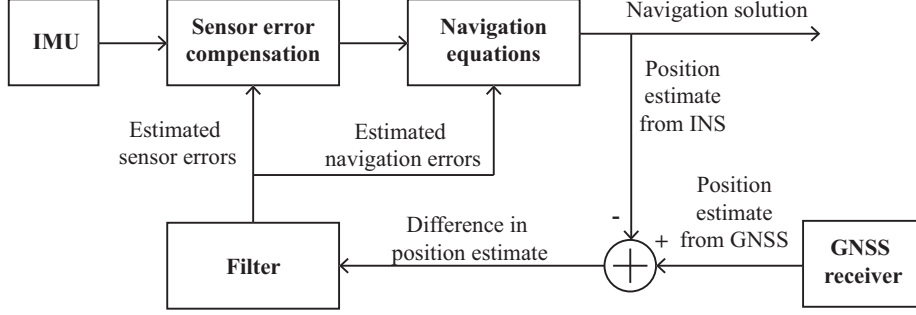 Navigation solution
IMU
Sensor error
compensation
Navigation
equations
Position
estimate
from INS
Estimated
sensor errors
Estimated
navigation errors
-
+
Position
estimate
from GNSS
Difference in
position estimate
Filter
GNSS
receiver